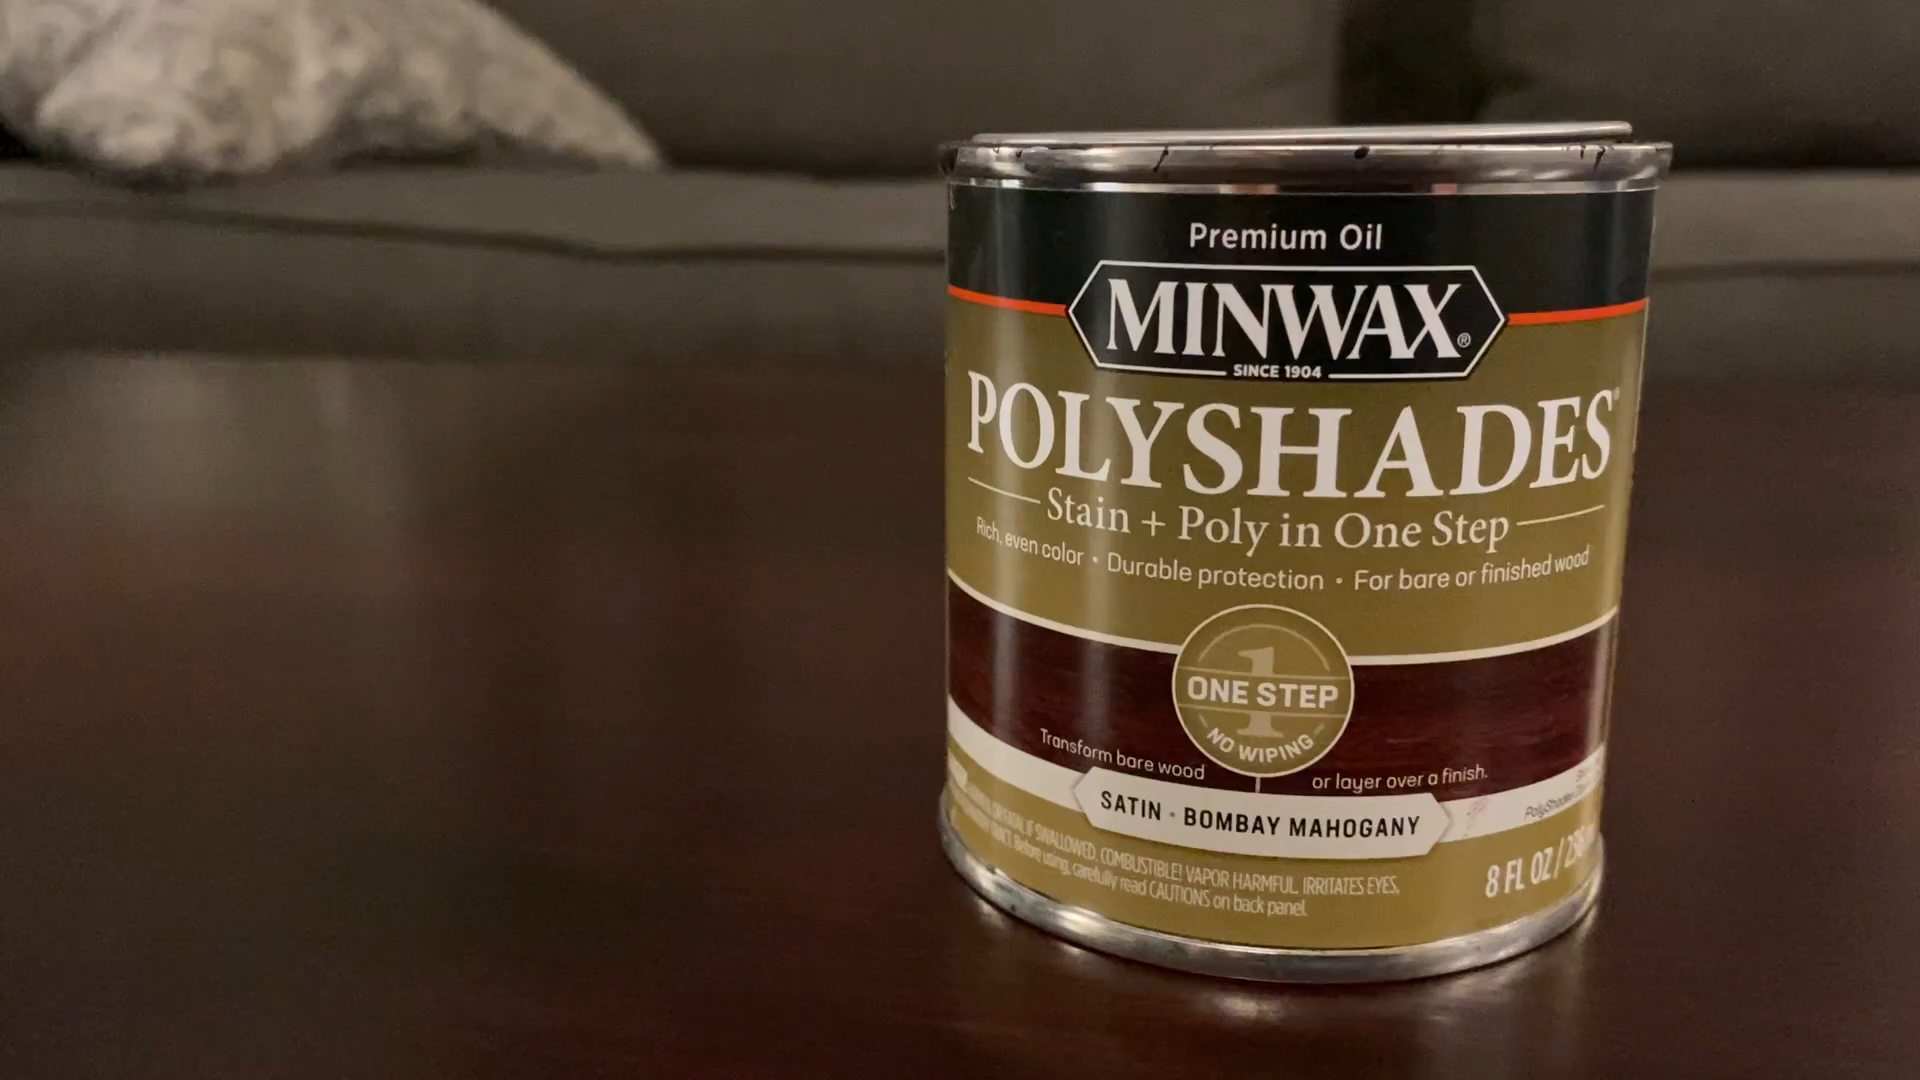 Premium Oil
MINWAX®
SINCE 1904
POLYSHADES
Stain + Poly in One Step
Rich, even color • Durable protection • For bare or finished wood
1
ONE STEP
NO WIPING
Transform bare wood or layer over a finish.
SATIN • BOMBAY MAHOGANY
IF SWALLOWED. COMBUSTIBLE! VAPOR HARMFUL. IRRITATES EYES,
Before using, carefully read CAUTIONS on back panel.
8 FL OZ /